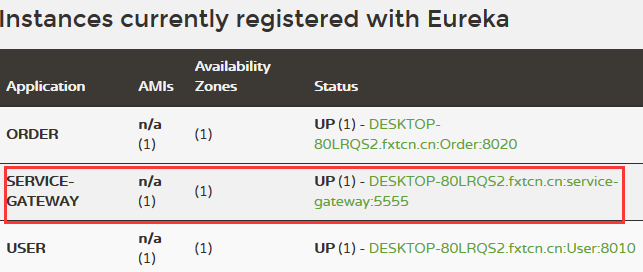 Instances currently registered with Eureka
Application AMIs Availability Zones Status
ORDER n/a (1) (1) UP (1) - DESKTOP-
80LRQS2.fxtcn.cn:Order:8020
SERVICE-
GATEWAY n/a (1) (1) UP (1) - DESKTOP-80LRQS2.fxtcn.cn:service-
gateway:5555
USER n/a (1) (1) UP (1) - DESKTOP-80LRQS2.fxtcn.cn:User:8010